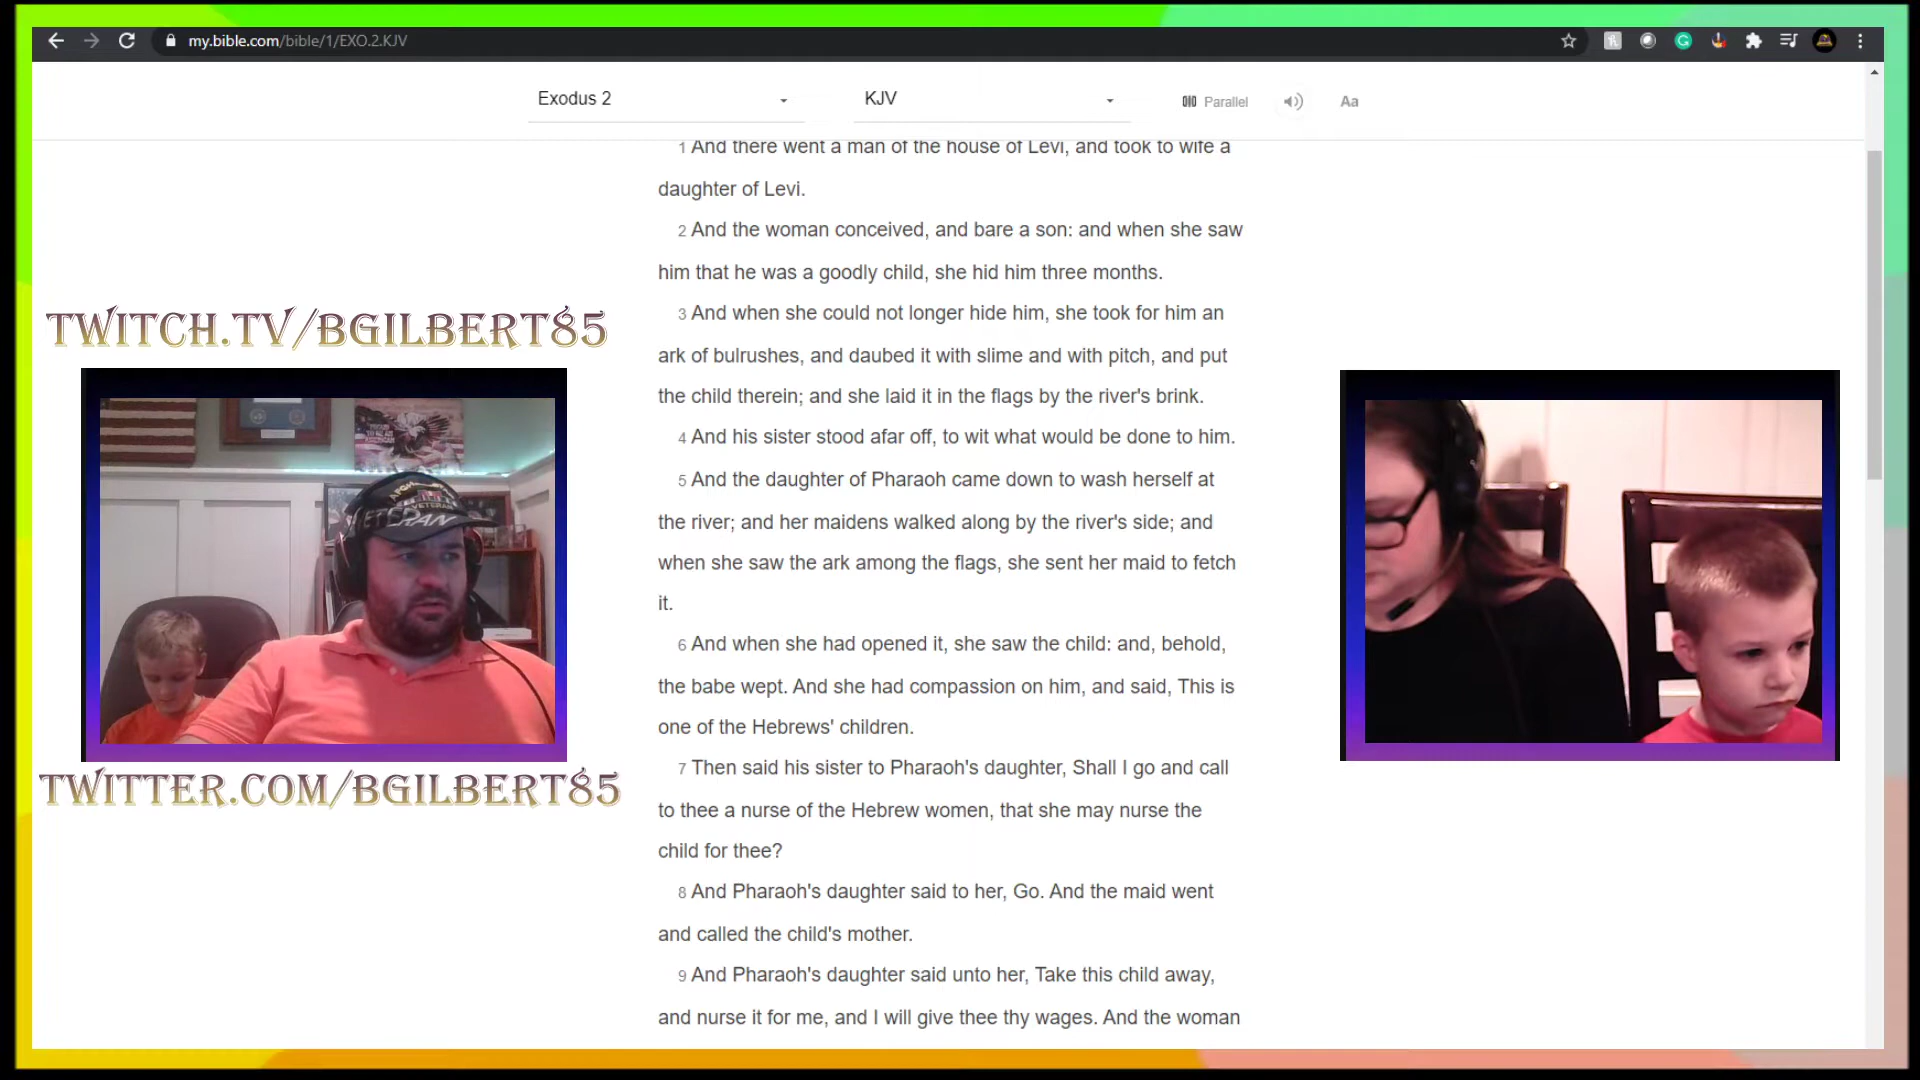 my.bible.com/bible/1/EXO.2.KJV
Exodus 2
KJV
Parallel
Aa
1 And there went a man of the house of Levi, and took to wife a
daughter of Levi.
2 And the woman conceived, and bare a son: and when she saw
him that he was a goodly child, she hid him three months.
3 And when she could not longer hide him, she took for him an
ark of bulrushes, and daubed it with slime and with pitch, and put
the child therein; and she laid it in the flags by the river's brink.
4 And his sister stood afar off, to wit what would be done to him.
5 And the daughter of Pharaoh came down to wash herself at
the river; and her maidens walked along by the river's side; and
when she saw the ark among the flags, she sent her maid to fetch
it.
6 And when she had opened it, she saw the child: and, behold,
the babe wept. And she had compassion on him, and said, This is
one of the Hebrews' children.
7 Then said his sister to Pharaoh's daughter, Shall I go and call
to thee a nurse of the Hebrew women, that she may nurse the
child for thee?
8 And Pharaoh's daughter said to her, Go. And the maid went
and called the child's mother.
9 And Pharaoh's daughter said unto her, Take this child away,
and nurse it for me, and I will give thee thy wages. And the woman
TWITCH.TV/BGILBERT85
VETERAN
TWITTER.COM/BGILBERT85